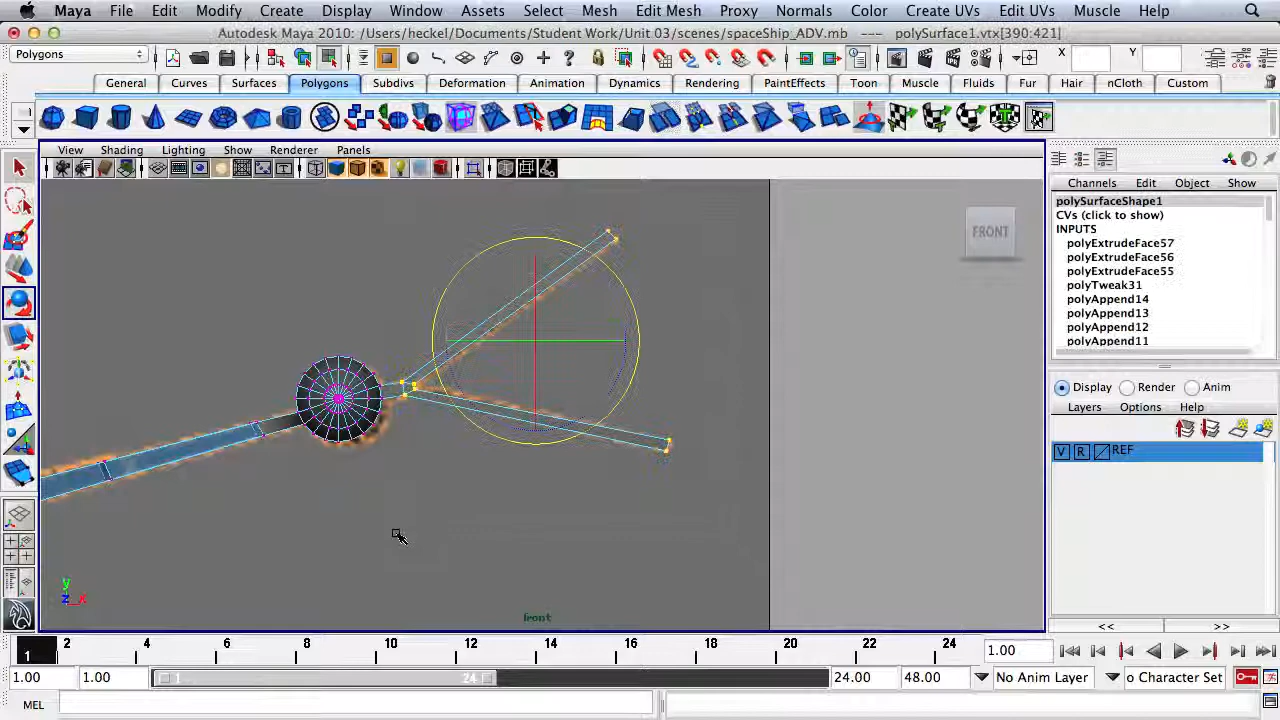 Maya File Edit Modify Create Display Window Assets Select Mesh Edit Mesh Proxy Normals Color Create UVs Edit UVs Muscle Help
Autodesk Maya 2010: /Users/heckel/Documents/Student Work/Unit 03/scenes/spaceShip_ADV.mb --- polySurface1.vtx[390:421]
Polygons X Y
General Curves Surfaces Polygons Subdivs Deformation Animation Dynamics Rendering PaintEffects Toon Muscle Fluids Fur Hair nCloth Custom
View Shading Lighting Show Renderer Panels
Channels Edit Object Show
polySurfaceShape1
CVs (click to show)
INPUTS
polyExtrudeFace57
polyExtrudeFace56
polyExtrudeFace55
polyTweak31
polyAppend14
polyAppend13
polyAppend12
polyAppend11
FRONT
Display Render Anim
Layers Options Help
V R REF
y
z x
front
<< >>
1 2 4 6 8 10 12 14 16 18 20 22 24 1.00
1.00 1.00 1 24 24.00 48.00 No Anim Layer o Character Set
MEL